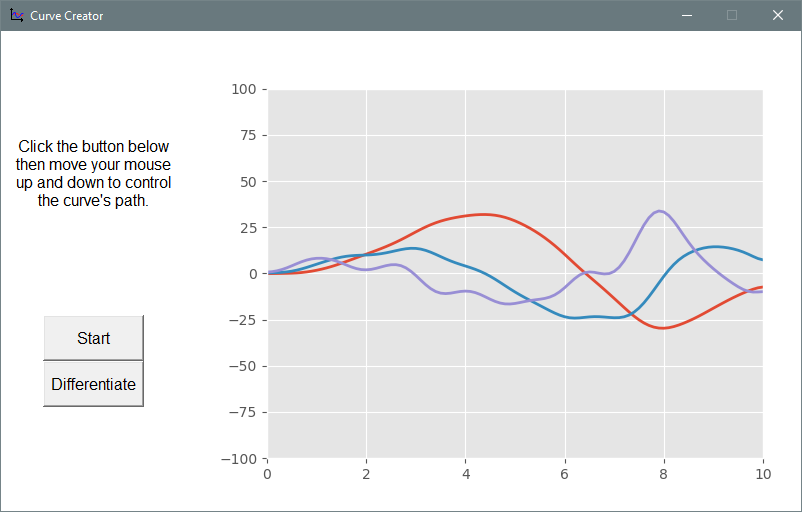 Curve Creator
Click the button below
then move your mouse
up and down to control
the curve's path.
Start
Differentiate
100
75
50
25
0
−25
−50
−75
−100
0 2 4 6 8 10